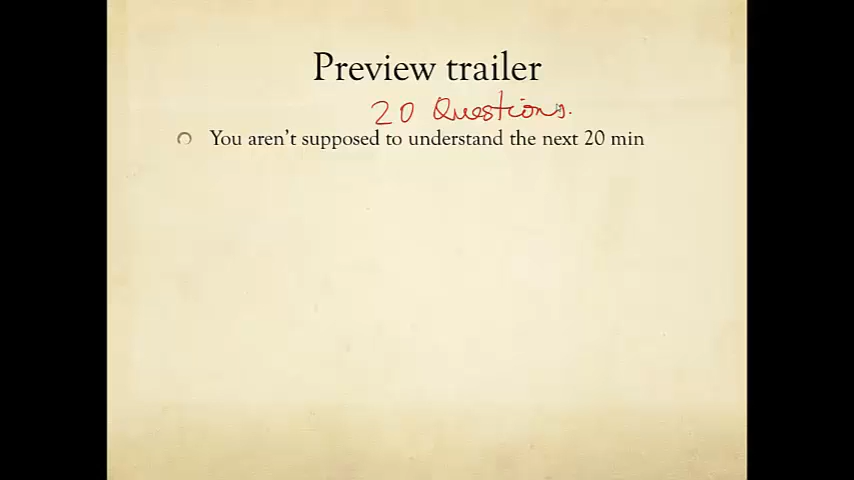 Preview trailer
20 Questions.
You aren't supposed to understand the next 20 min